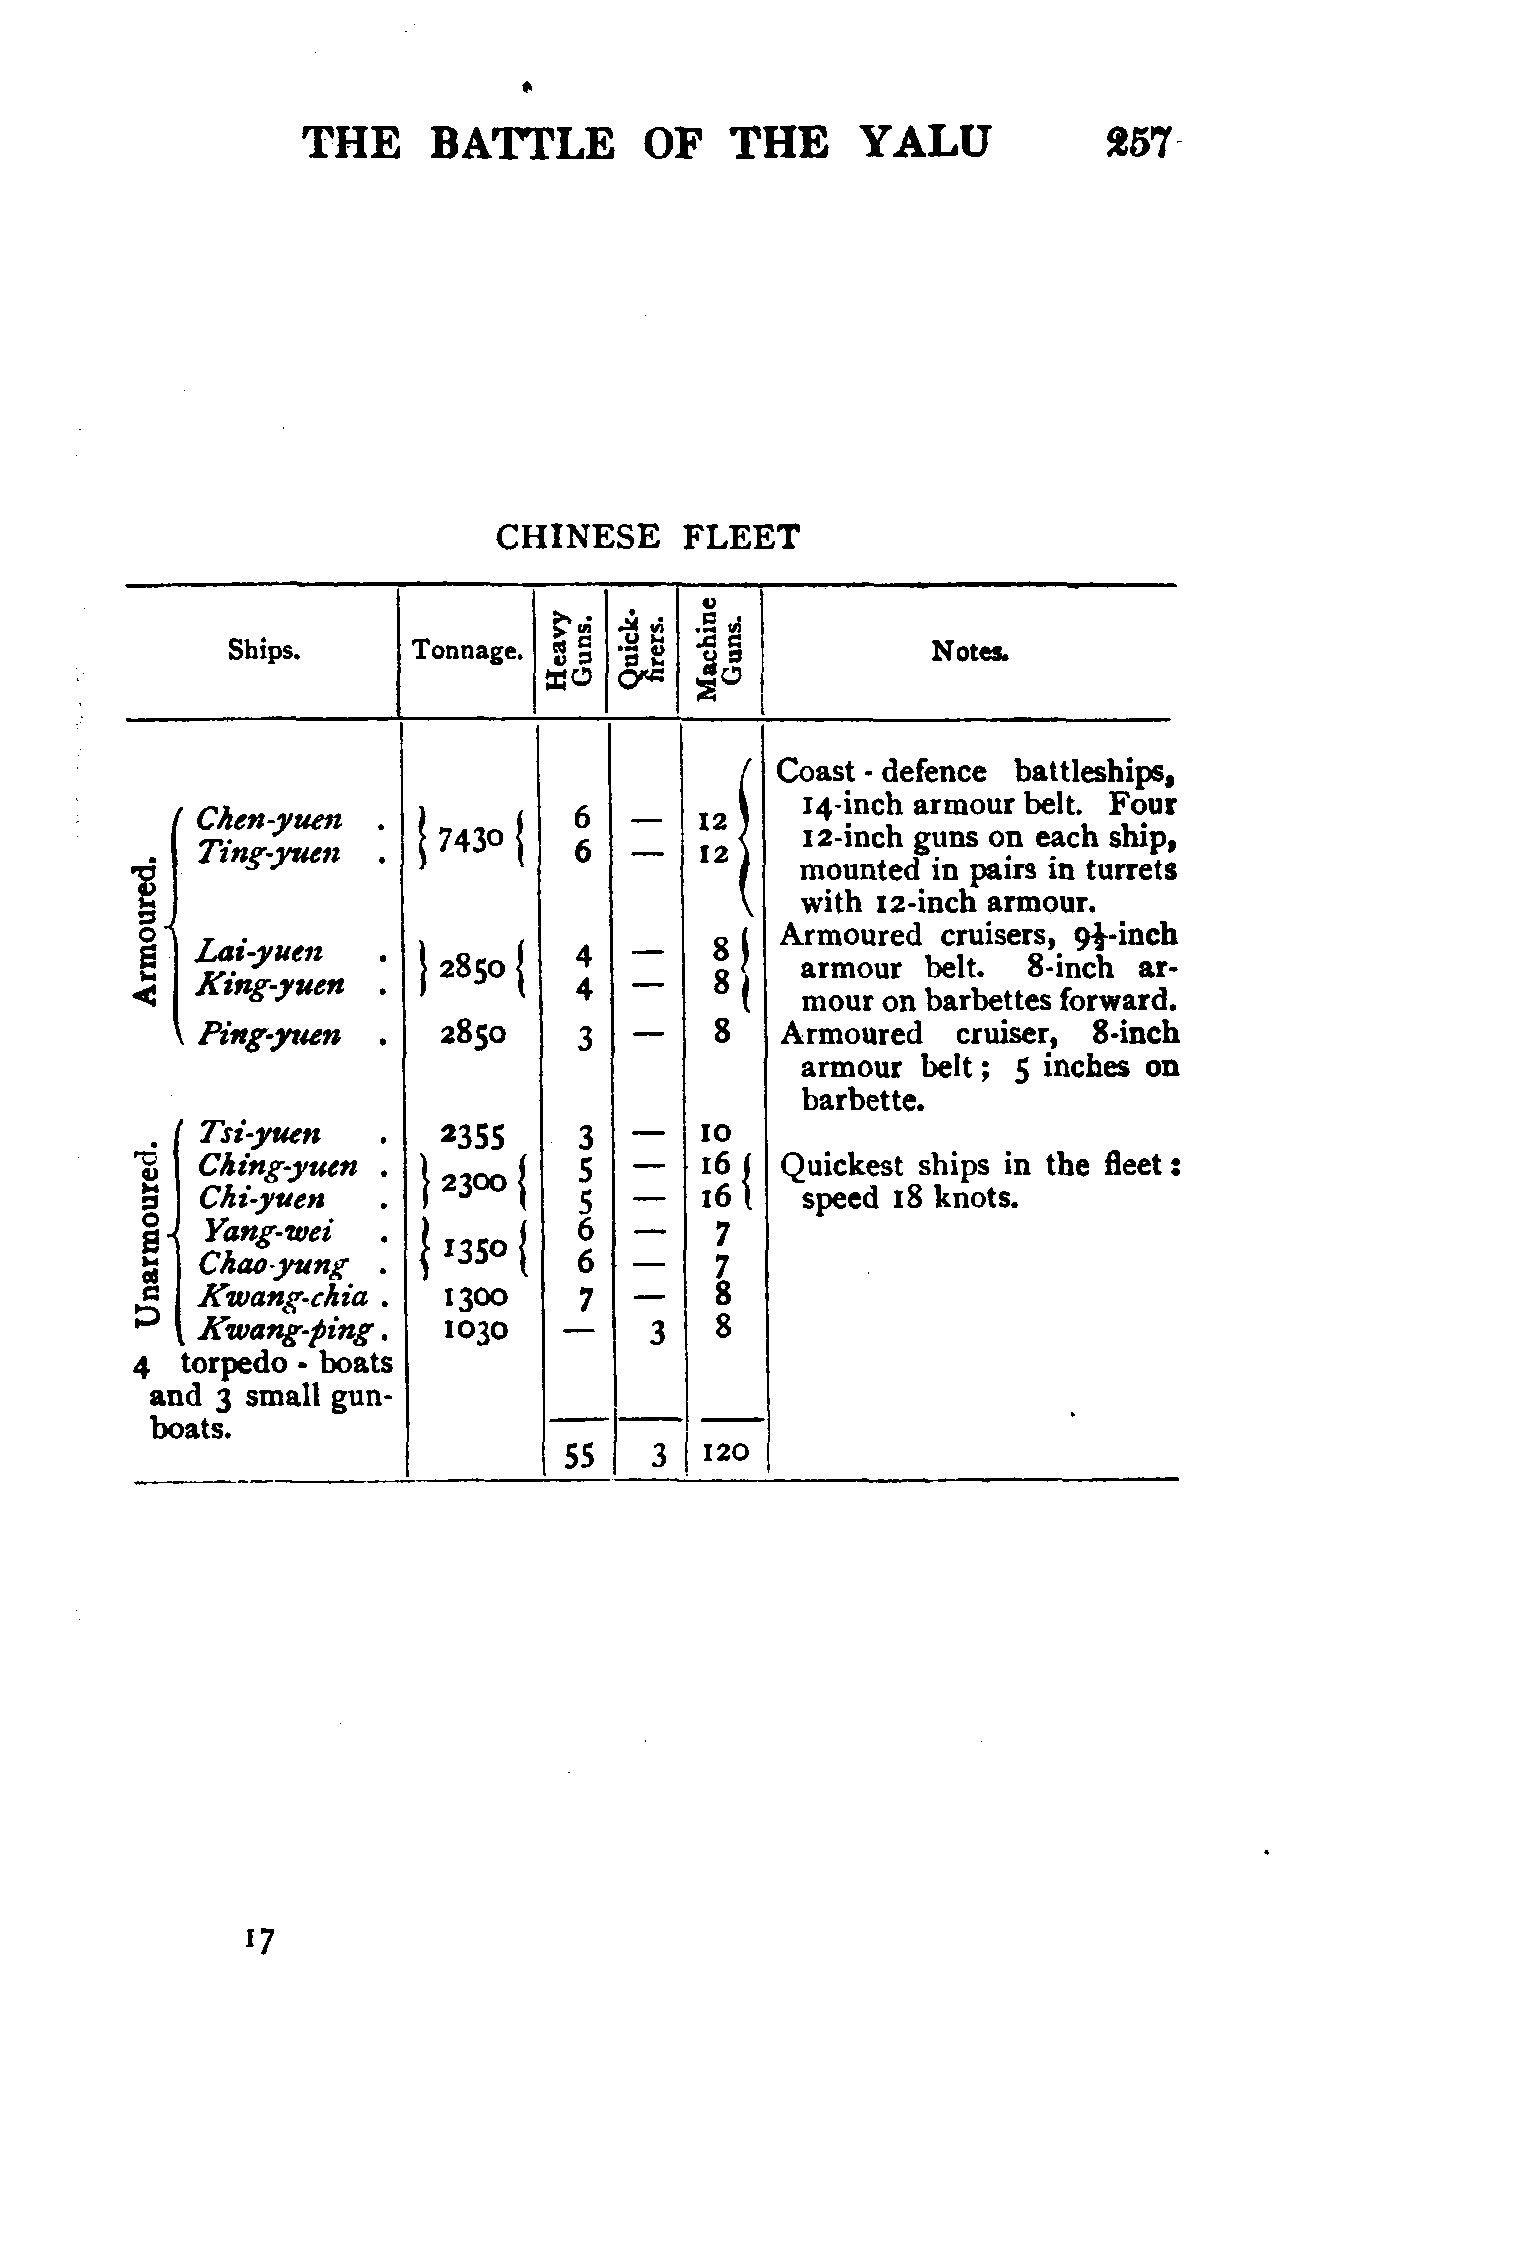 THE BATTLE OF THE YALU 257
CHINESE FLEET
Ships. Tonnage. Heavy Guns. Quick-firers. Machine Guns. Notes.
Armoured.
Chen-yuen . } 7430 { 6 — 12
Ting-yuen . 6 — 12
Coast-defence battleships,
14-inch armour belt. Four
12-inch guns on each ship,
mounted in pairs in turrets
with 12-inch armour.
Lai-yuen . } 2850 { 4 — 8
King-yuen . 4 — 8
Armoured cruisers, 9½-inch
armour belt. 8-inch ar-
mour on barbettes forward.
Ping-yuen . 2850 3 — 8 Armoured cruiser, 8-inch
armour belt; 5 inches on
barbette.
Unarmoured.
Tsi-yuen . 2355 3 — 10
Ching-yuen . } 2300 { 5 — 16 Quickest ships in the fleet:
Chi-yuen . 5 — 16 speed 18 knots.
Yang-wei . } 1350 { 6 — 7
Chao-yung . 6 — 7
Kwang-chia . 1300 7 — 8
Kwang-ping . 1030 — 3 8
4 torpedo-boats
and 3 small gun-
boats.
55 3 120
17